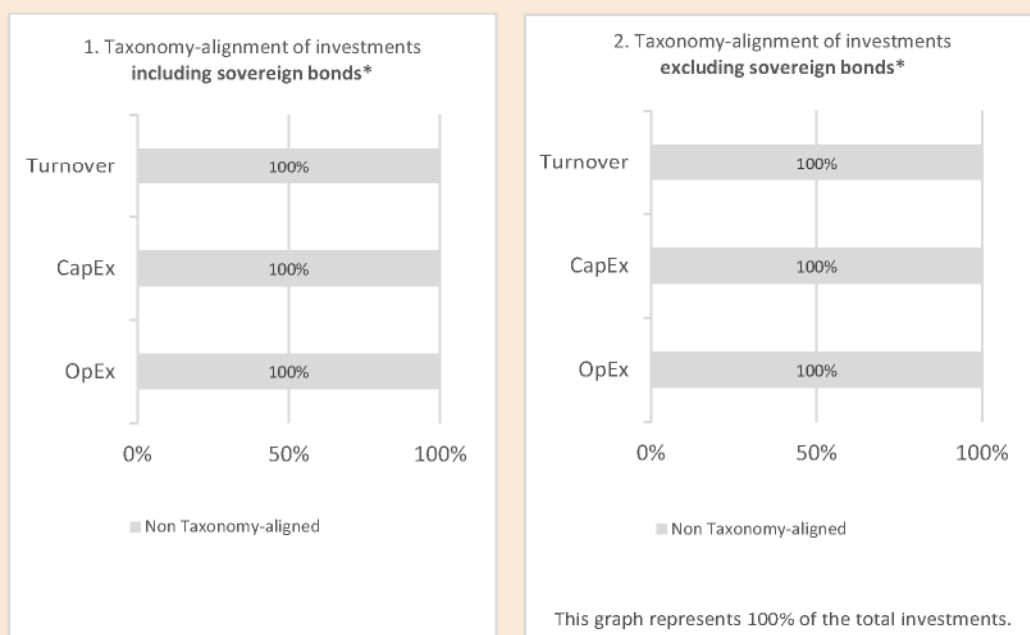 1. Taxonomy-alignment of investments
including sovereign bonds*
Turnover
100%
CapEx
100%
OpEx
100%
0% 50% 100%
Non Taxonomy-aligned
2. Taxonomy-alignment of investments
excluding sovereign bonds*
Turnover
100%
CapEx
100%
OpEx
100%
0% 50% 100%
Non Taxonomy-aligned
This graph represents 100% of the total investments.